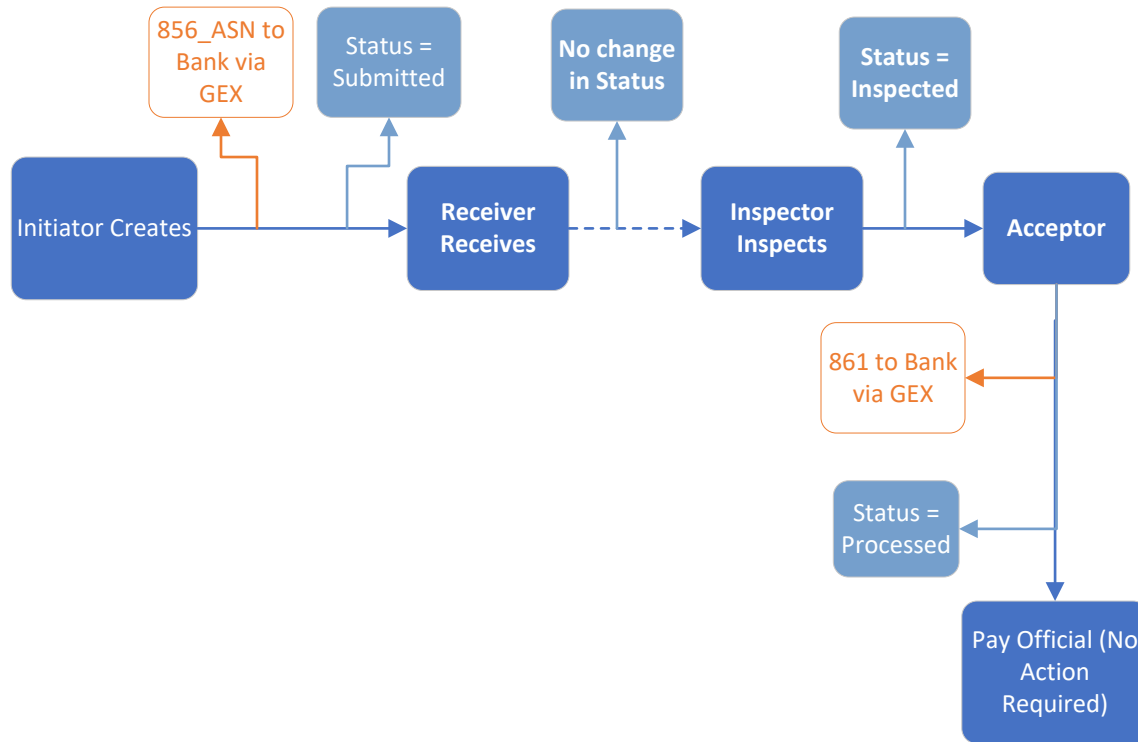 856_ASN to
Bank via
GEX
Status =
Submitted
No change
in Status
Status =
Inspected
Initiator Creates
Receiver
Receives
Inspector
Inspects
Acceptor
861 to Bank
via GEX
Status =
Processed
Pay Official (No
Action
Required)